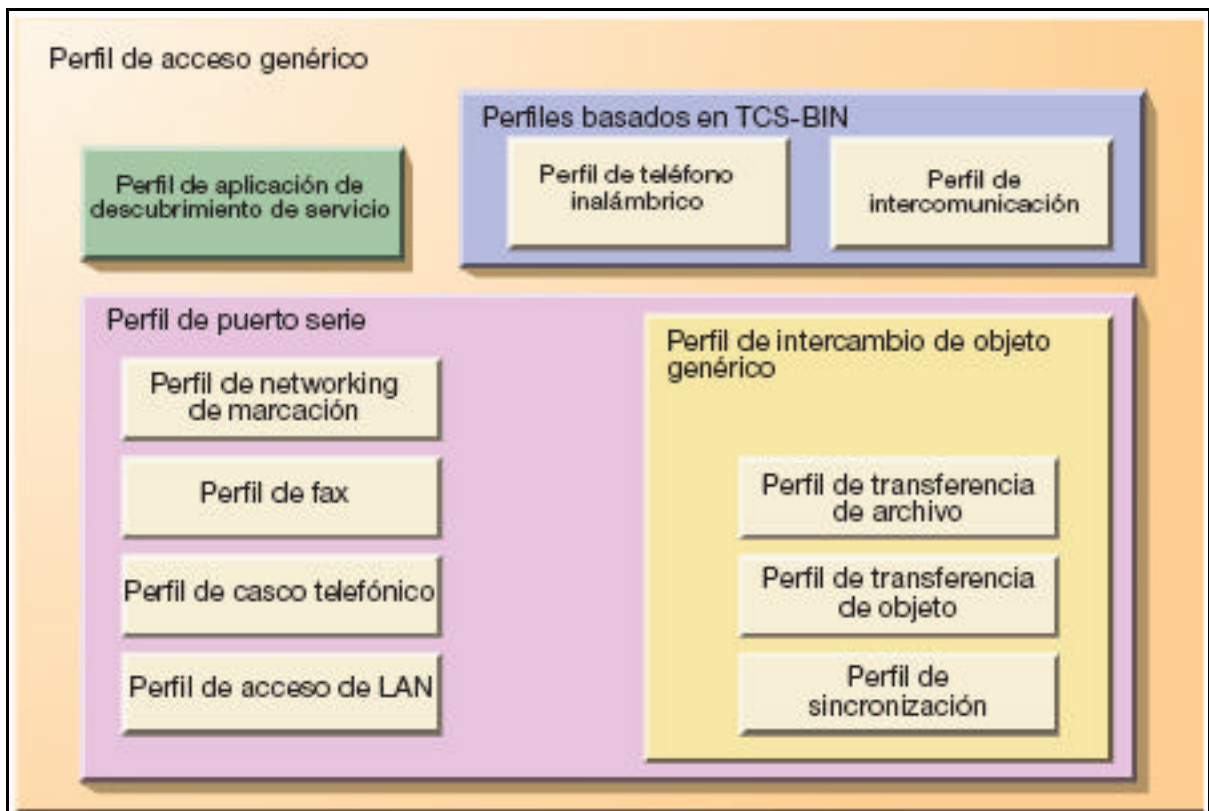 Perfil de acceso genérico
Perfiles basados en TCS-BIN
Perfil de aplicación de
descubrimiento de servicio
Perfil de teléfono
inalámbrico
Perfil de
intercomunicación
Perfil de puerto serie
Perfil de networking
de marcación
Perfil de fax
Perfil de casco telefónico
Perfil de acceso de LAN
Perfil de intercambio de objeto
genérico
Perfil de transferencia
de archivo
Perfil de transferencia
de objeto
Perfil de
sincronización